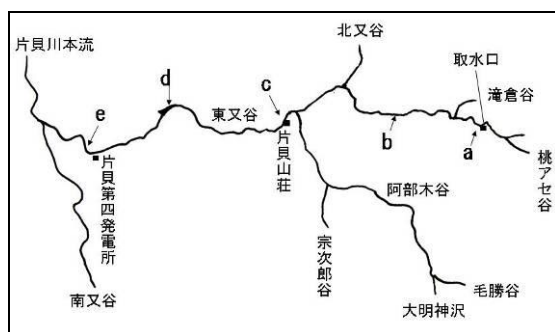 片貝川本流
北又谷
取水口
滝倉谷
d
c
東又谷
e
b
a
片貝山荘
片貝第四発電所
桃アセ谷
阿部木谷
宗次郎谷
南又谷
毛勝谷
大明神沢